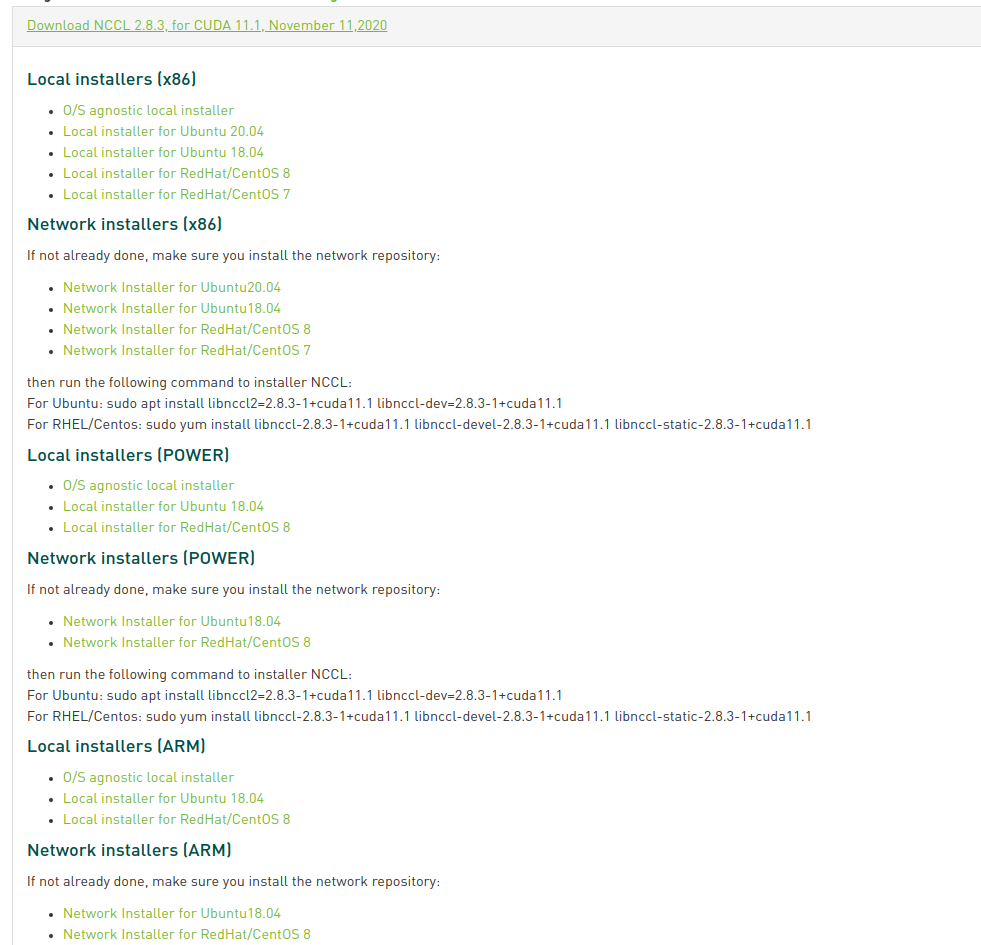 Download NCCL 2.8.3, for CUDA 11.1, November 11,2020
Local installers (x86)
O/S agnostic local installer
Local installer for Ubuntu 20.04
Local installer for Ubuntu 18.04
Local installer for RedHat/CentOS 8
Local installer for RedHat/CentOS 7
Network installers (x86)
If not already done, make sure you install the network repository:
Network Installer for Ubuntu20.04
Network Installer for Ubuntu18.04
Network Installer for RedHat/CentOS 8
Network Installer for RedHat/CentOS 7
then run the following command to installer NCCL:
For Ubuntu: sudo apt install libnccl2=2.8.3-1+cuda11.1 libnccl-dev=2.8.3-1+cuda11.1
For RHEL/Centos: sudo yum install libnccl-2.8.3-1+cuda11.1 libnccl-devel-2.8.3-1+cuda11.1 libnccl-static-2.8.3-1+cuda11.1
Local installers (POWER)
O/S agnostic local installer
Local installer for Ubuntu 18.04
Local installer for RedHat/CentOS 8
Network installers (POWER)
If not already done, make sure you install the network repository:
Network Installer for Ubuntu18.04
Network Installer for RedHat/CentOS 8
then run the following command to installer NCCL:
For Ubuntu: sudo apt install libnccl2=2.8.3-1+cuda11.1 libnccl-dev=2.8.3-1+cuda11.1
For RHEL/Centos: sudo yum install libnccl-2.8.3-1+cuda11.1 libnccl-devel-2.8.3-1+cuda11.1 libnccl-static-2.8.3-1+cuda11.1
Local installers (ARM)
O/S agnostic local installer
Local installer for Ubuntu 18.04
Local installer for RedHat/CentOS 8
Network installers (ARM)
If not already done, make sure you install the network repository:
Network Installer for Ubuntu18.04
Network Installer for RedHat/CentOS 8